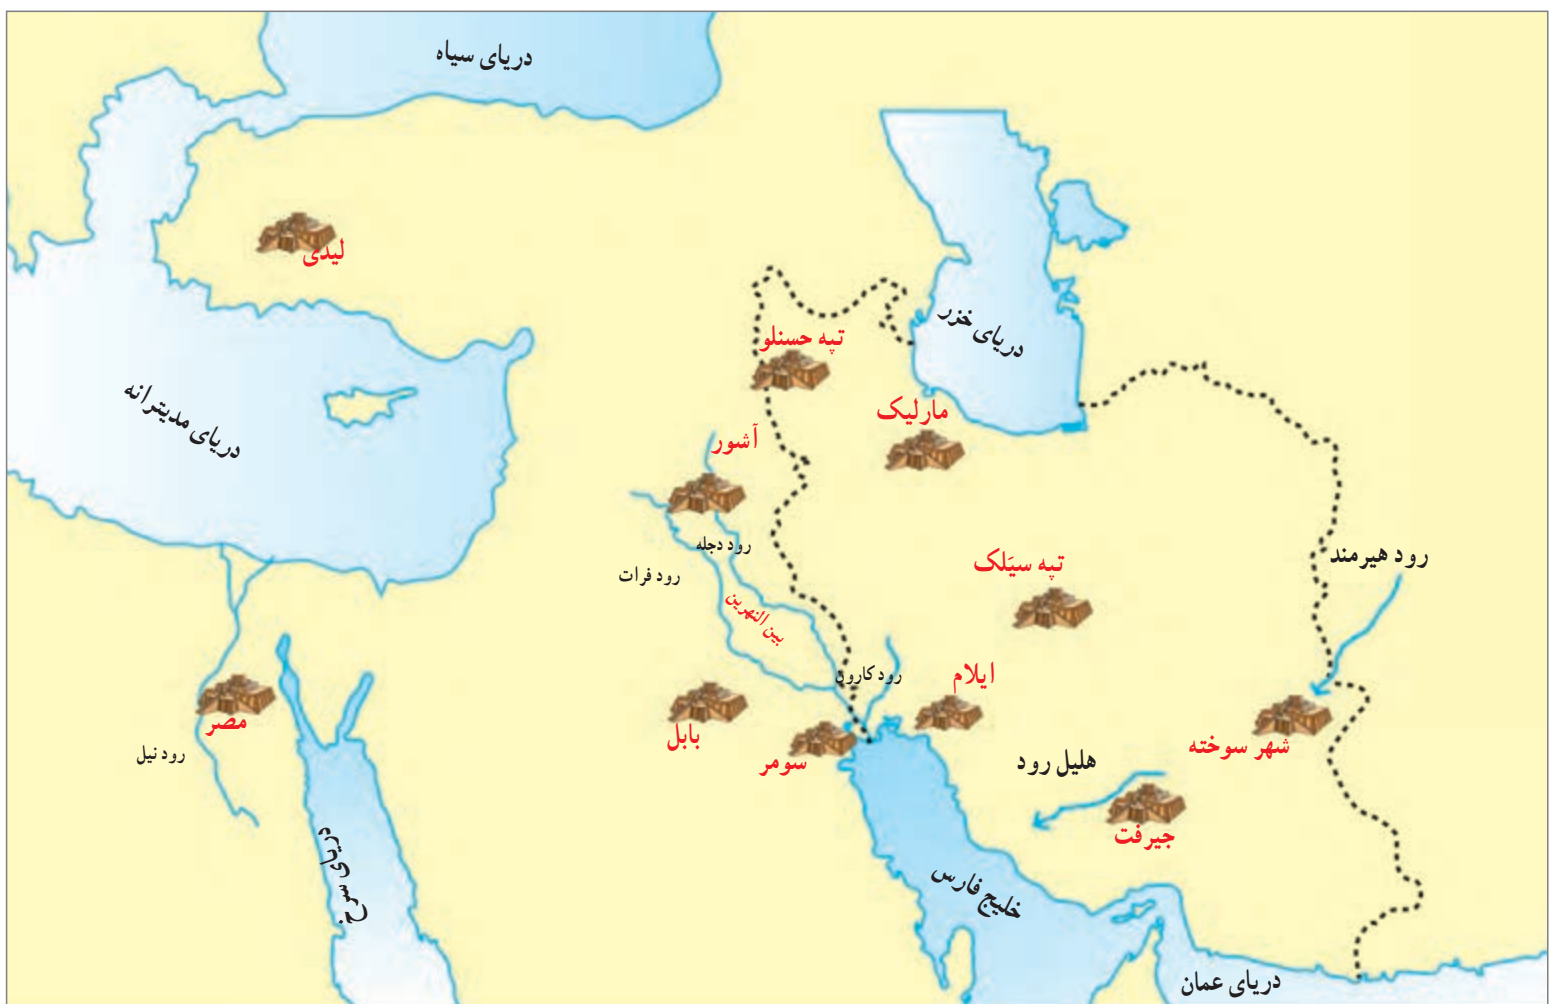 دریای سیاه
لیدی
دریای خزر
تپه حسنلو
مارلیک
دریای مدیترانه
آشور
رود دجله
رود فرات
بین النهرین
تپه سیَلک
رود هیرمند
رود کارون
ایلام
مصر
رود نیل
بابل
سومر
هلیل رود
شهر سوخته
جیرفت
دریای سرخ
خلیج فارس
دریای عمان